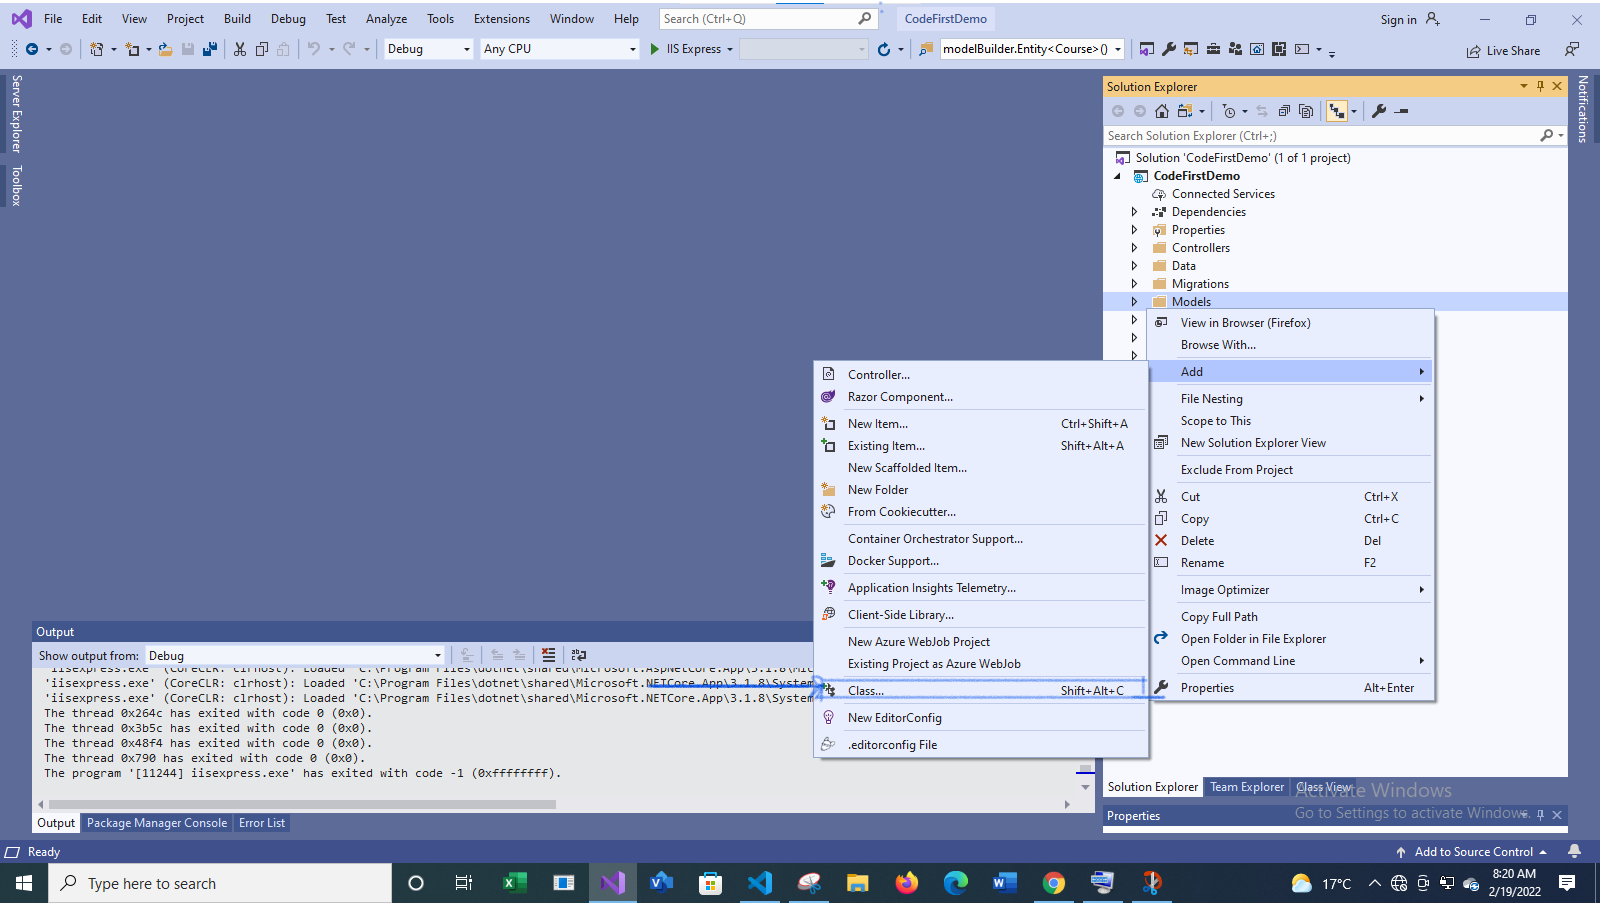 File Edit View Project Build Debug Test Analyze Tools Extensions Window Help Search (Ctrl+Q) CodeFirstDemo Sign in
Debug Any CPU IIS Express modelBuilder.Entity<Course>() Live Share
Server Explorer
Toolbox
Notifications
Solution Explorer
Search Solution Explorer (Ctrl+;)
Solution 'CodeFirstDemo' (1 of 1 project)
CodeFirstDemo
Connected Services
Dependencies
Properties
Controllers
Data
Migrations
Models
View in Browser (Firefox)
Browse With...
Add
File Nesting
Scope to This
New Solution Explorer View
Exclude From Project
Cut Ctrl+X
Copy Ctrl+C
Delete Del
Rename F2
Image Optimizer
Copy Full Path
Open Folder in File Explorer
Open Command Line
Properties Alt+Enter
Controller...
Razor Component...
New Item... Ctrl+Shift+A
Existing Item... Shift+Alt+A
New Scaffolded Item...
New Folder
From Cookiecutter...
Container Orchestrator Support...
Docker Support...
Application Insights Telemetry...
Client-Side Library...
New Azure WebJob Project
Existing Project as Azure WebJob
Class... Shift+Alt+C
New EditorConfig
.editorconfig File
Output
Show output from: Debug
'iisexpress.exe' (CoreCLR: clrhost): Loaded 'C:\Program Files\dotnet\shared\Microsoft.AspNetCore.App\3.1.8\Mic
'iisexpress.exe' (CoreCLR: clrhost): Loaded 'C:\Program Files\dotnet\shared\Microsoft.NETCore.App\3.1.8\System
'iisexpress.exe' (CoreCLR: clrhost): Loaded 'C:\Program Files\dotnet\shared\Microsoft.NETCore.App\3.1.8\System
The thread 0x264c has exited with code 0 (0x0).
The thread 0x3b5c has exited with code 0 (0x0).
The thread 0x48f4 has exited with code 0 (0x0).
The thread 0x790 has exited with code 0 (0x0).
The program '[11244] iisexpress.exe' has exited with code -1 (0xffffffff).
Output Package Manager Console Error List
Solution Explorer Team Explorer Class View
Activate Windows
Go to Settings to activate Windows.
Properties
Ready Add to Source Control
Type here to search 17°C 8:20 AM
2/19/2022